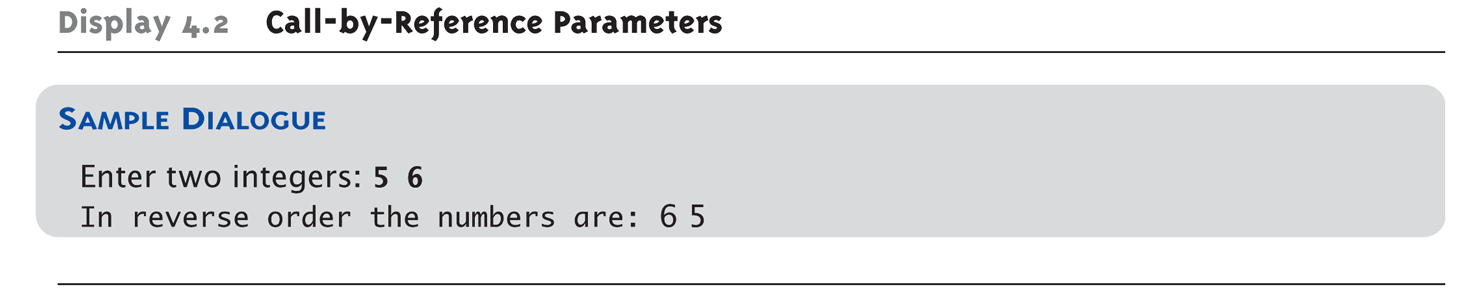 Display 4.2 Call-by-Reference Parameters
SAMPLE DIALOGUE
Enter two integers: 5 6
In reverse order the numbers are: 6 5